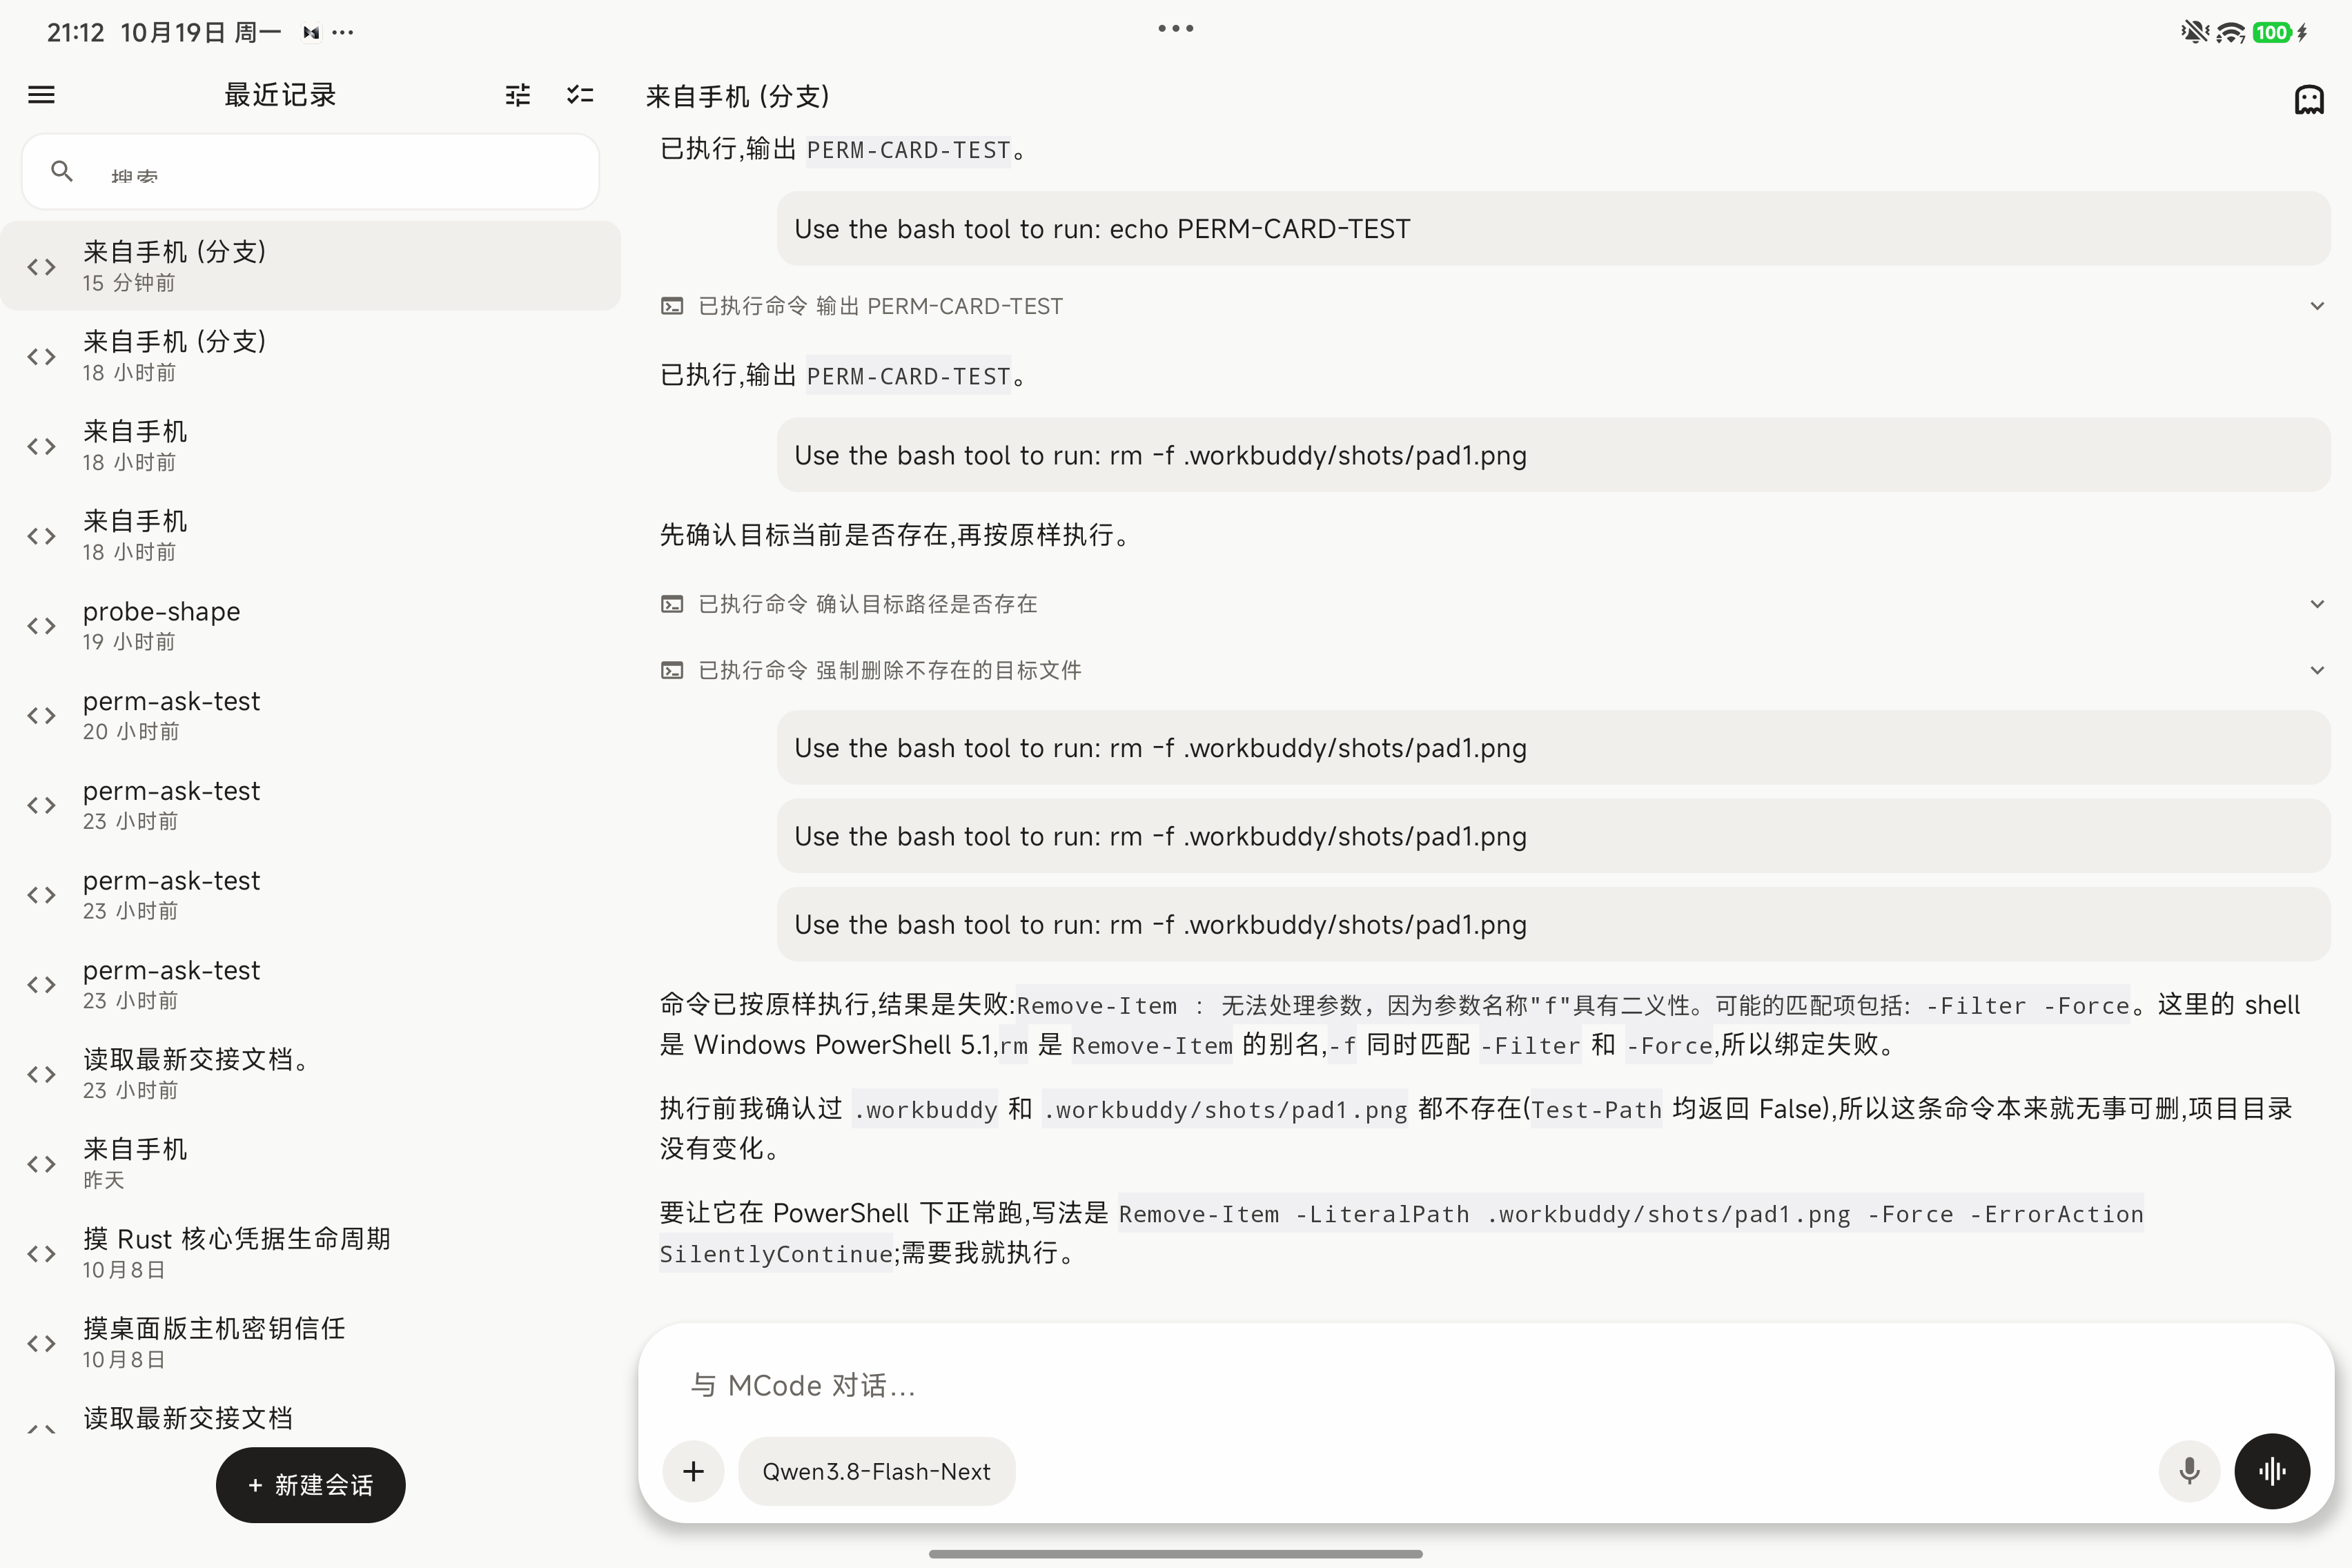 21:12 10月19日 周一
100
最近记录
搜索
来自手机 (分支)
15 分钟前
来自手机 (分支)
18 小时前
来自手机
18 小时前
来自手机
18 小时前
probe-shape
19 小时前
perm-ask-test
20 小时前
perm-ask-test
23 小时前
perm-ask-test
23 小时前
perm-ask-test
23 小时前
读取最新交接文档。
23 小时前
来自手机
昨天
摸 Rust 核心凭据生命周期
10月8日
摸桌面版主机密钥信任
10月8日
读取最新交接文档
+ 新建会话
来自手机 (分支)
已执行,输出 PERM-CARD-TEST。
Use the bash tool to run: echo PERM-CARD-TEST
已执行命令 输出 PERM-CARD-TEST
已执行,输出 PERM-CARD-TEST。
Use the bash tool to run: rm -f .workbuddy/shots/pad1.png
先确认目标当前是否存在,再按原样执行。
已执行命令 确认目标路径是否存在
已执行命令 强制删除不存在的目标文件
Use the bash tool to run: rm -f .workbuddy/shots/pad1.png
Use the bash tool to run: rm -f .workbuddy/shots/pad1.png
Use the bash tool to run: rm -f .workbuddy/shots/pad1.png
命令已按原样执行,结果是失败:Remove-Item : 无法处理参数，因为参数名称"f"具有二义性。可能的匹配项包括: -Filter -Force。这里的 shell
是 Windows PowerShell 5.1,rm 是 Remove-Item 的别名,-f 同时匹配 -Filter 和 -Force,所以绑定失败。
执行前我确认过 .workbuddy 和 .workbuddy/shots/pad1.png 都不存在(Test-Path 均返回 False),所以这条命令本来就无事可删,项目目录
没有变化。
要让它在 PowerShell 下正常跑,写法是 Remove-Item -LiteralPath .workbuddy/shots/pad1.png -Force -ErrorAction
SilentlyContinue;需要我就执行。
与 MCode 对话...
Qwen3.8-Flash-Next